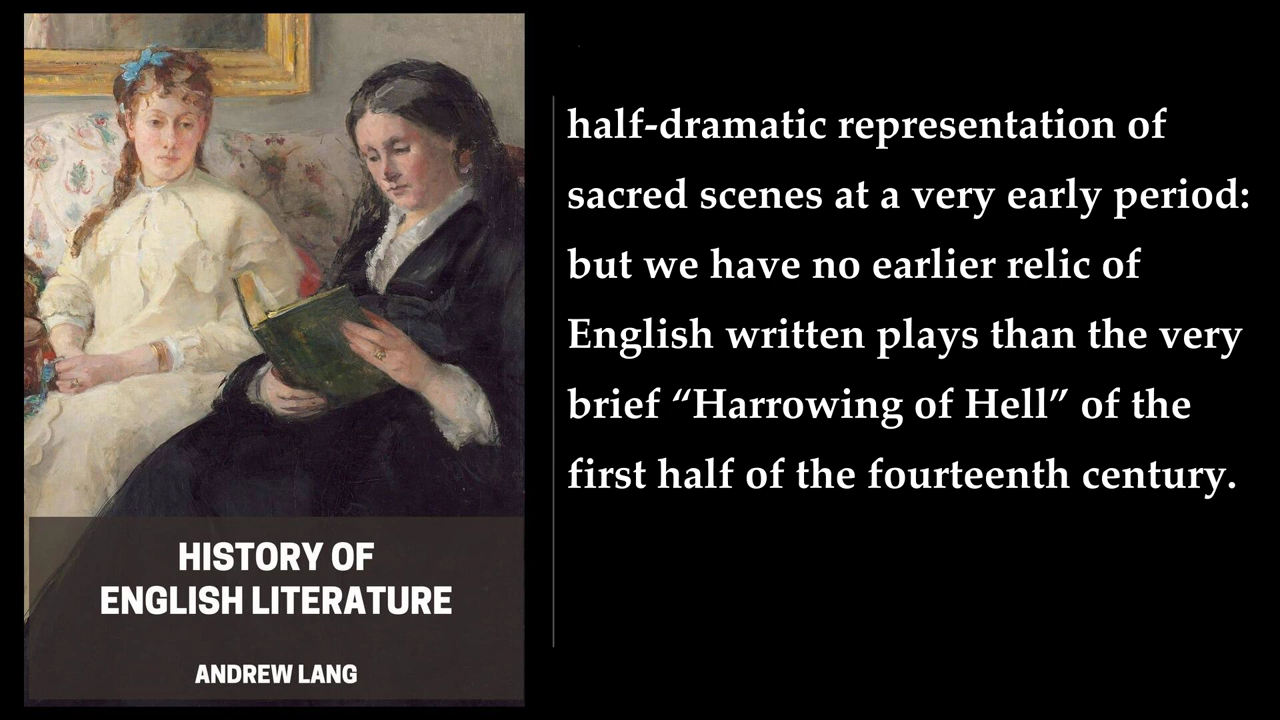 HISTORY OF
ENGLISH LITERATURE
ANDREW LANG
half-dramatic representation of
sacred scenes at a very early period:
but we have no earlier relic of
English written plays than the very
brief “Harrowing of Hell” of the
first half of the fourteenth century.